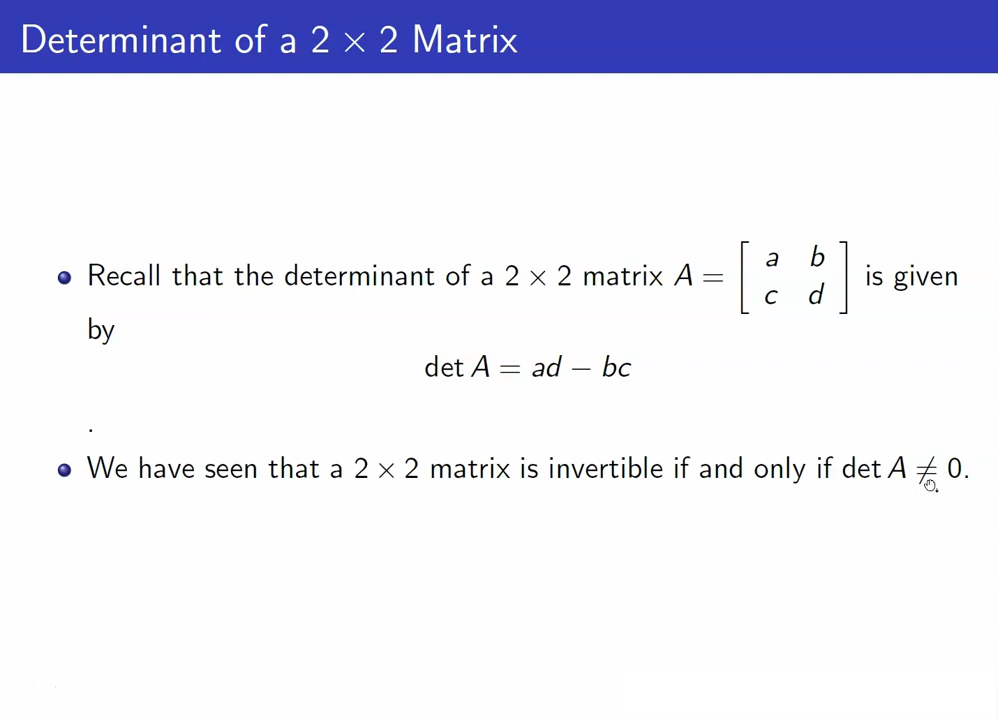 Determinant of a 2 × 2 Matrix
Recall that the determinant of a 2 × 2 matrix A = [ a b ; c d ] is given
by
det A = ad − bc
.
We have seen that a 2 × 2 matrix is invertible if and only if det A ≠ 0.